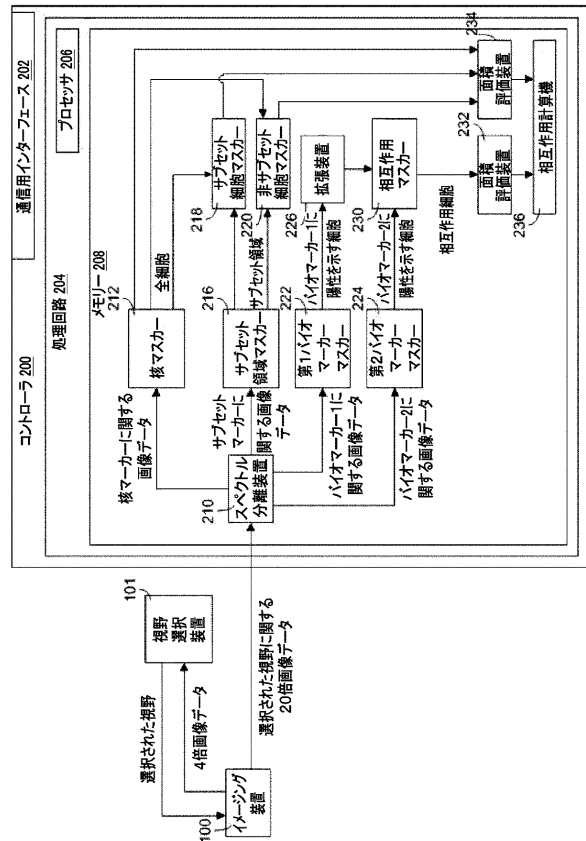 コントローラ 200
通信用インターフェース 202
処理回路 204
プロセッサ 206
メモリー 208
100
イメージング
装置
101
視野
選択
装置
選択された視野
4倍画像データ
選択された視野に関する
20倍画像データ
210
スペクトル
分離装置
核マーカーに関する
画像データ
サブセット
マーカーに
関する画像
データ
バイオマーカー1に
関する画像データ
バイオマーカー2に
関する画像データ
212
核マスカー
216
サブセット
領域マスカー
222
第1バイオ
マーカー
マスカー
224
第2バイオ
マーカー
マスカー
全細胞
サブセット領域
バイオマーカー1に
陽性を示す細胞
バイオマーカー2に
陽性を示す細胞
218
サブセット
細胞マスカー
220
非サブセット
細胞マスカー
226
拡張装置
230
相互作用
マスカー
相互作用細胞
232
面積
評価装置
234
面積
評価装置
236
相互作用計算機